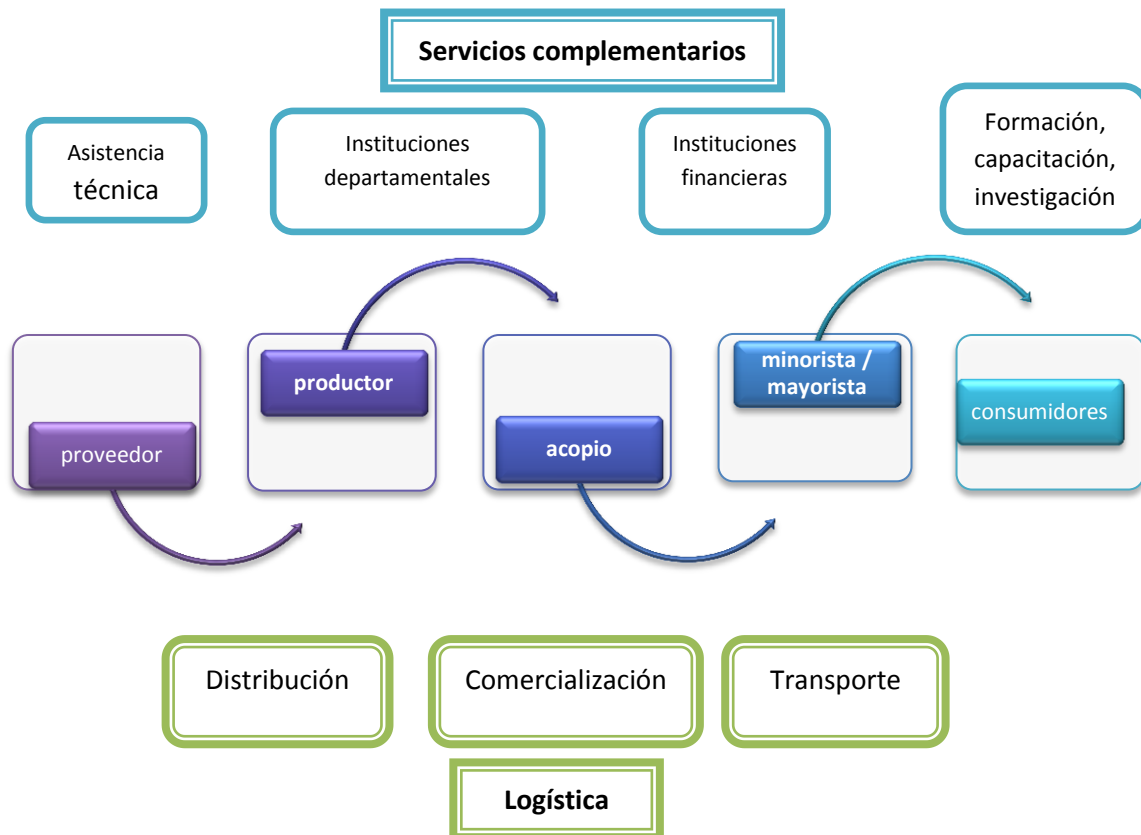 Servicios complementarios
Asistencia
técnica
Instituciones
departamentales
Instituciones
financieras
Formación,
capacitación,
investigación
proveedor
productor
acopio
minorista /
mayorista
consumidores
Distribución
Comercialización
Transporte
Logística